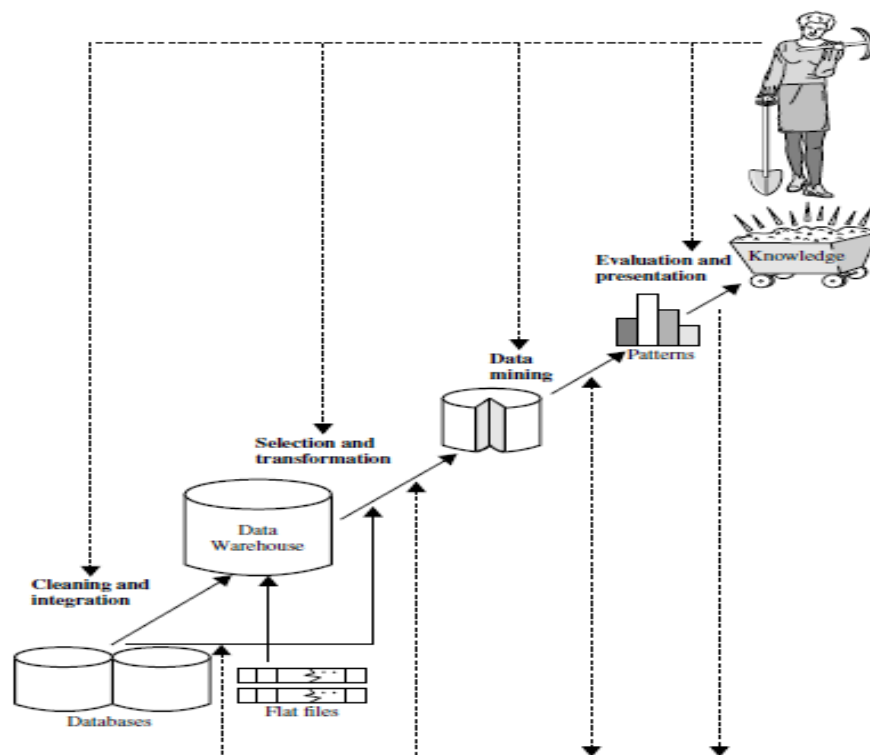 Knowledge
Evaluation and
presentation
Patterns
Data
mining
Selection and
transformation
Data
Warehouse
Cleaning and
integration
Databases
Flat files